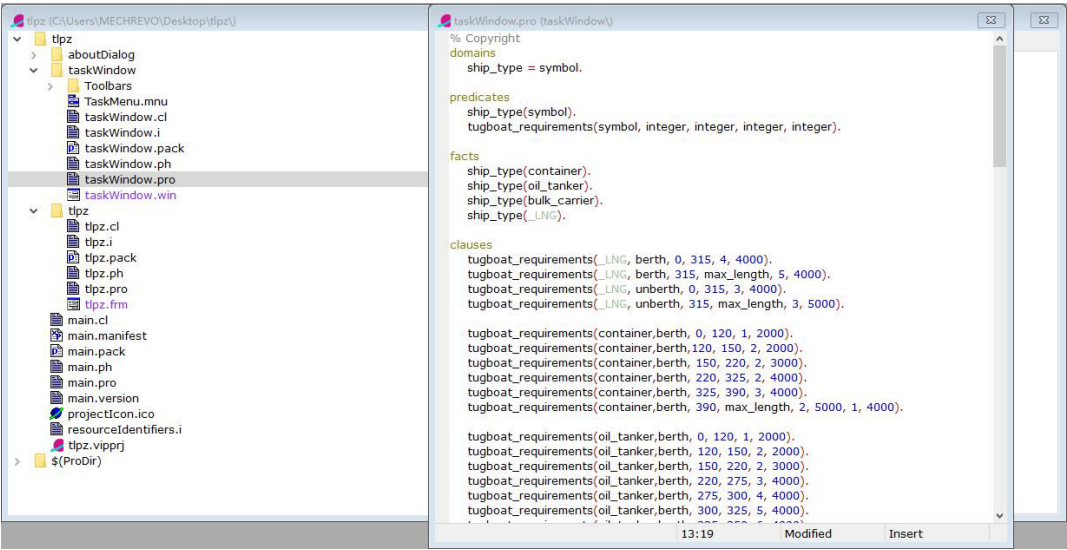 tlpz (C:\Users\MECHREVO\Desktop\tlpz\)
tlpz
aboutDialog
taskWindow
Toolbars
TaskMenu.mnu
taskWindow.cl
taskWindow.i
taskWindow.pack
taskWindow.ph
taskWindow.pro
taskWindow.win
tlpz
tlpz.cl
tlpz.i
tlpz.pack
tlpz.ph
tlpz.pro
tlpz.frm
main.cl
main.manifest
main.pack
main.ph
main.pro
main.version
projectIcon.ico
resourceIdentifiers.i
tlpz.vipprj
$(ProDir)
taskWindow.pro (taskWindow\)
% Copyright
domains
ship_type = symbol.
predicates
ship_type(symbol).
tugboat_requirements(symbol, integer, integer, integer, integer).
facts
ship_type(container).
ship_type(oil_tanker).
ship_type(bulk_carrier).
ship_type(_LNG).
clauses
tugboat_requirements(_LNG, berth, 0, 315, 4, 4000).
tugboat_requirements(_LNG, berth, 315, max_length, 5, 4000).
tugboat_requirements(_LNG, unberth, 0, 315, 3, 4000).
tugboat_requirements(_LNG, unberth, 315, max_length, 3, 5000).
tugboat_requirements(container,berth, 0, 120, 1, 2000).
tugboat_requirements(container,berth,120, 150, 2, 2000).
tugboat_requirements(container,berth, 150, 220, 2, 3000).
tugboat_requirements(container,berth, 220, 325, 2, 4000).
tugboat_requirements(container,berth, 325, 390, 3, 4000).
tugboat_requirements(container,berth, 390, max_length, 2, 5000, 1, 4000).
tugboat_requirements(oil_tanker,berth, 0, 120, 1, 2000).
tugboat_requirements(oil_tanker,berth, 120, 150, 2, 2000).
tugboat_requirements(oil_tanker,berth, 150, 220, 2, 3000).
tugboat_requirements(oil_tanker,berth, 220, 275, 3, 4000).
tugboat_requirements(oil_tanker,berth, 275, 300, 4, 4000).
tugboat_requirements(oil_tanker,berth, 300, 325, 5, 4000).
13:19 Modified Insert